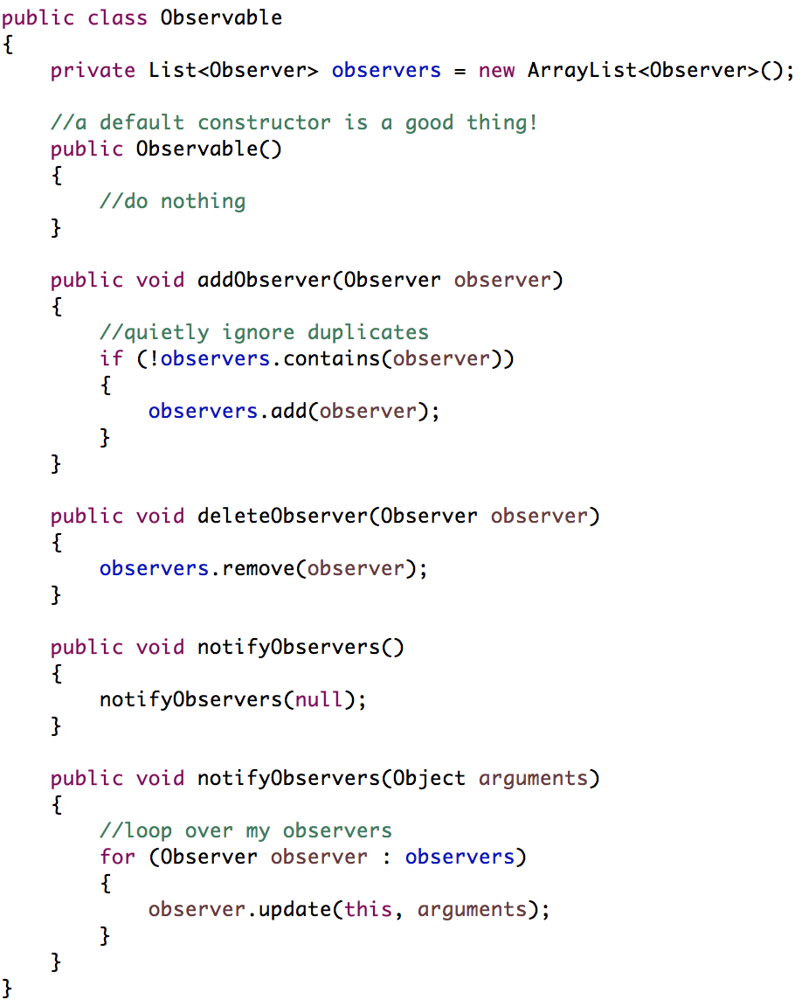 public class Observable
{
    private List<Observer> observers = new ArrayList<Observer>();

    //a default constructor is a good thing!
    public Observable()
    {
        //do nothing
    }

    public void addObserver(Observer observer)
    {
        //quietly ignore duplicates
        if (!observers.contains(observer))
        {
            observers.add(observer);
        }
    }

    public void deleteObserver(Observer observer)
    {
        observers.remove(observer);
    }

    public void notifyObservers()
    {
        notifyObservers(null);
    }

    public void notifyObservers(Object arguments)
    {
        //loop over my observers
        for (Observer observer : observers)
        {
            observer.update(this, arguments);
        }
    }
}